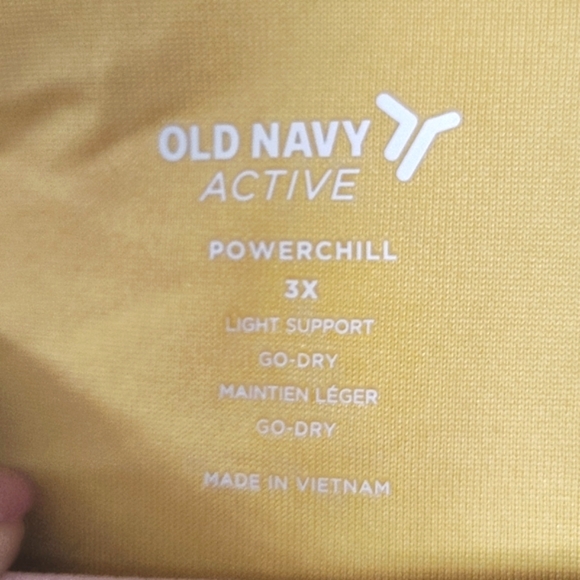 OLD NAVY
ACTIVE
POWERCHILL
3X
LIGHT SUPPORT
GO-DRY
MAINTIEN LÉGER
GO-DRY
MADE IN VIETNAM